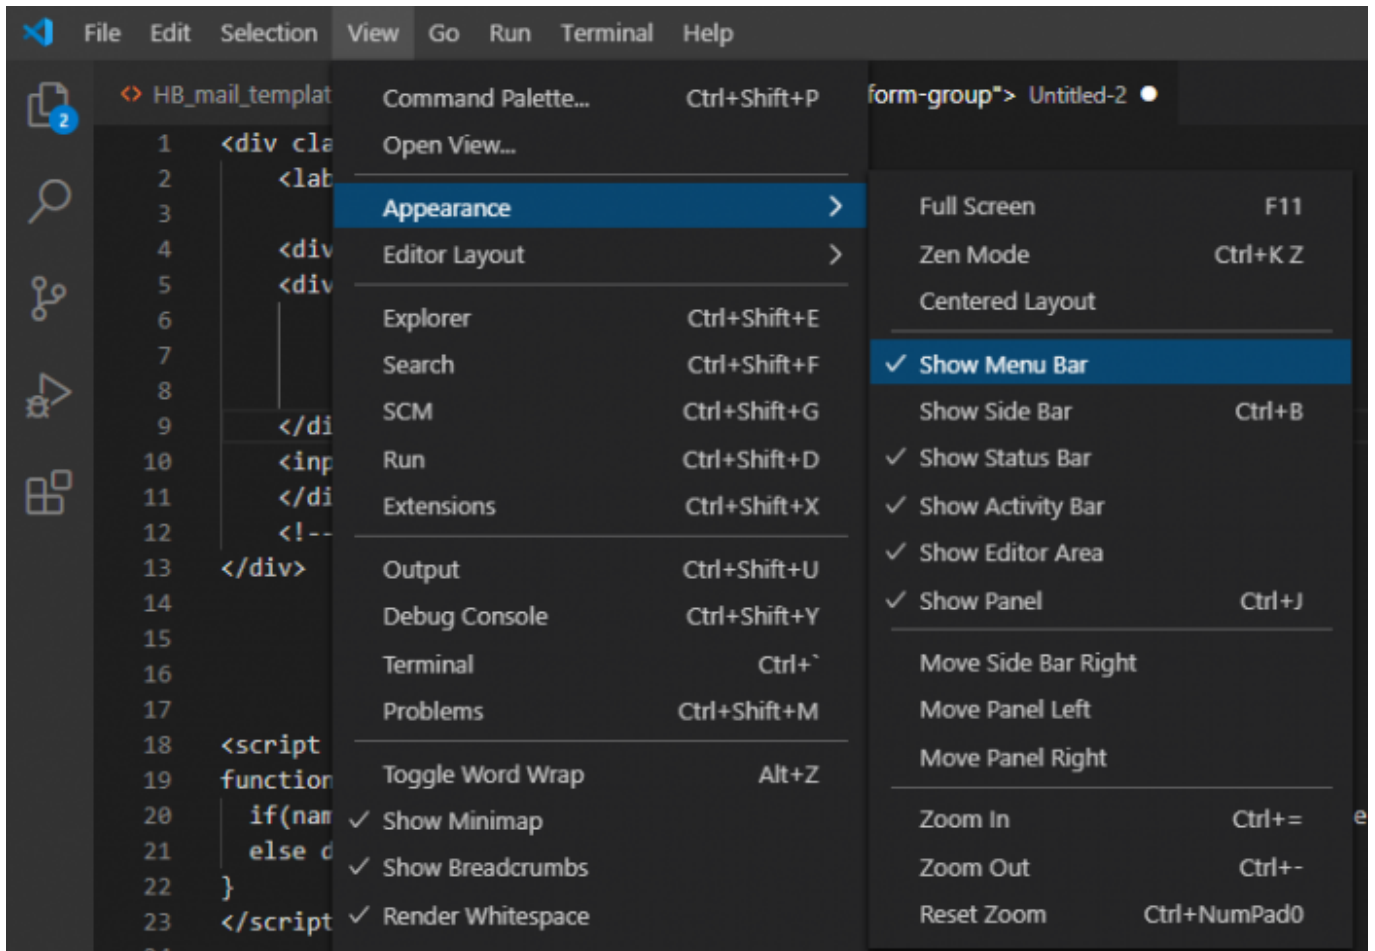 File Edit Selection View Go Run Terminal Help
2
<> HB_mail_templat
form-group"> Untitled-2 ●
1 <div cla
2 <lab
3
4 <div
5 <div
6
7
8
9 </di
10 <inp
11 </di
12 <!--
13 </div>
14
15
16
17
18 <script
19 function
20 if(nam
21 else d
22 }
23 </script
Command Palette... Ctrl+Shift+P
Open View...
Appearance >
Editor Layout >
Explorer Ctrl+Shift+E
Search Ctrl+Shift+F
SCM Ctrl+Shift+G
Run Ctrl+Shift+D
Extensions Ctrl+Shift+X
Output Ctrl+Shift+U
Debug Console Ctrl+Shift+Y
Terminal Ctrl+`
Problems Ctrl+Shift+M
Toggle Word Wrap Alt+Z
✓ Show Minimap
✓ Show Breadcrumbs
✓ Render Whitespace
Full Screen F11
Zen Mode Ctrl+K Z
Centered Layout
✓ Show Menu Bar
Show Side Bar Ctrl+B
✓ Show Status Bar
✓ Show Activity Bar
✓ Show Editor Area
✓ Show Panel Ctrl+J
Move Side Bar Right
Move Panel Left
Move Panel Right
Zoom In Ctrl+=
Zoom Out Ctrl+-
Reset Zoom Ctrl+NumPad0
e